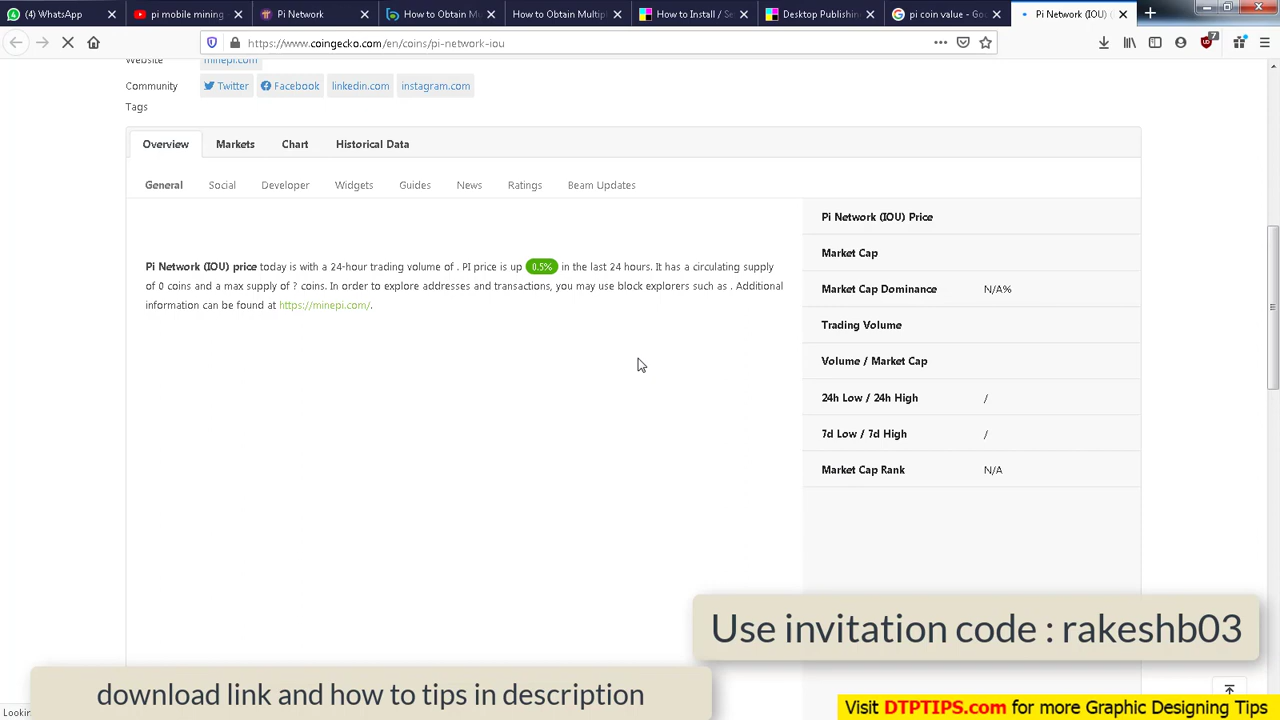 (4) WhatsApp
pi mobile mining
Pi Network
How to Obtain Mu
How to Obtain Multipl
How to Install / Se
Desktop Publishin
pi coin value - Goo
Pi Network (IOU) (
https://www.coingecko.com/en/coins/pi-network-iou
7
Website minepi.com
Community Twitter Facebook linkedin.com instagram.com
Tags
Overview Markets Chart Historical Data
General Social Developer Widgets Guides News Ratings Beam Updates
Pi Network (IOU) price today is with a 24-hour trading volume of . PI price is up 0.5% in the last 24 hours. It has a circulating supply
of 0 coins and a max supply of ? coins. In order to explore addresses and transactions, you may use block explorers such as . Additional
information can be found at https://minepi.com/.
Pi Network (IOU) Price
Market Cap
Market Cap Dominance N/A%
Trading Volume
Volume / Market Cap
24h Low / 24h High /
7d Low / 7d High /
Market Cap Rank N/A
Use invitation code : rakeshb03
download link and how to tips in description
Lookin
Visit DTPTIPS.com for more Graphic Designing Tips